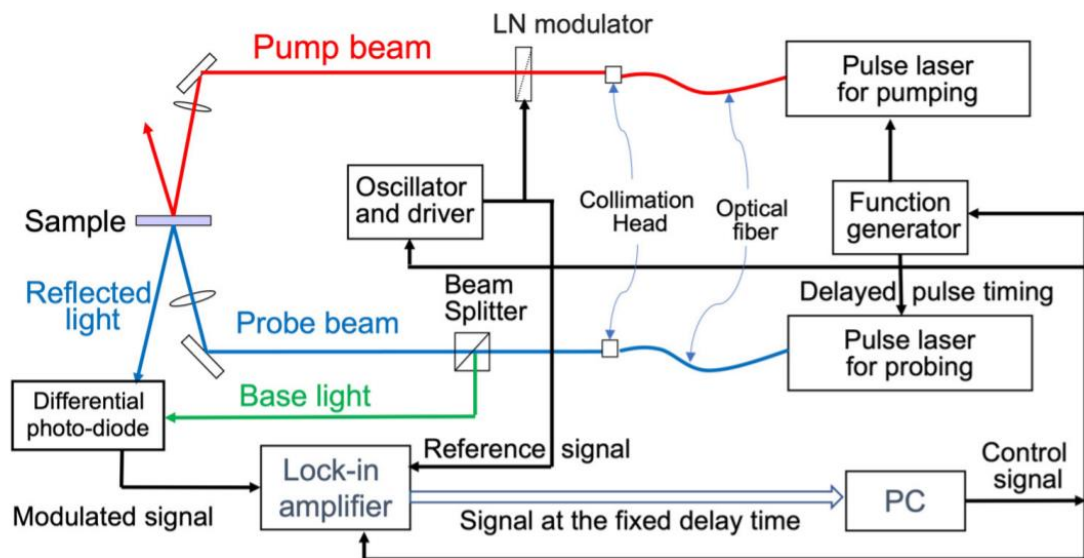 LN modulator
Pump beam
Pulse laser
for pumping
Oscillator
and driver
Collimation
Head
Optical
fiber
Function
generator
Sample
Reflected
light
Beam
Splitter
Delayed pulse timing
Probe beam
Pulse laser
for probing
Base light
Differential
photo-diode
Reference signal
Lock-in
amplifier
PC
Control
signal
Modulated signal
Signal at the fixed delay time